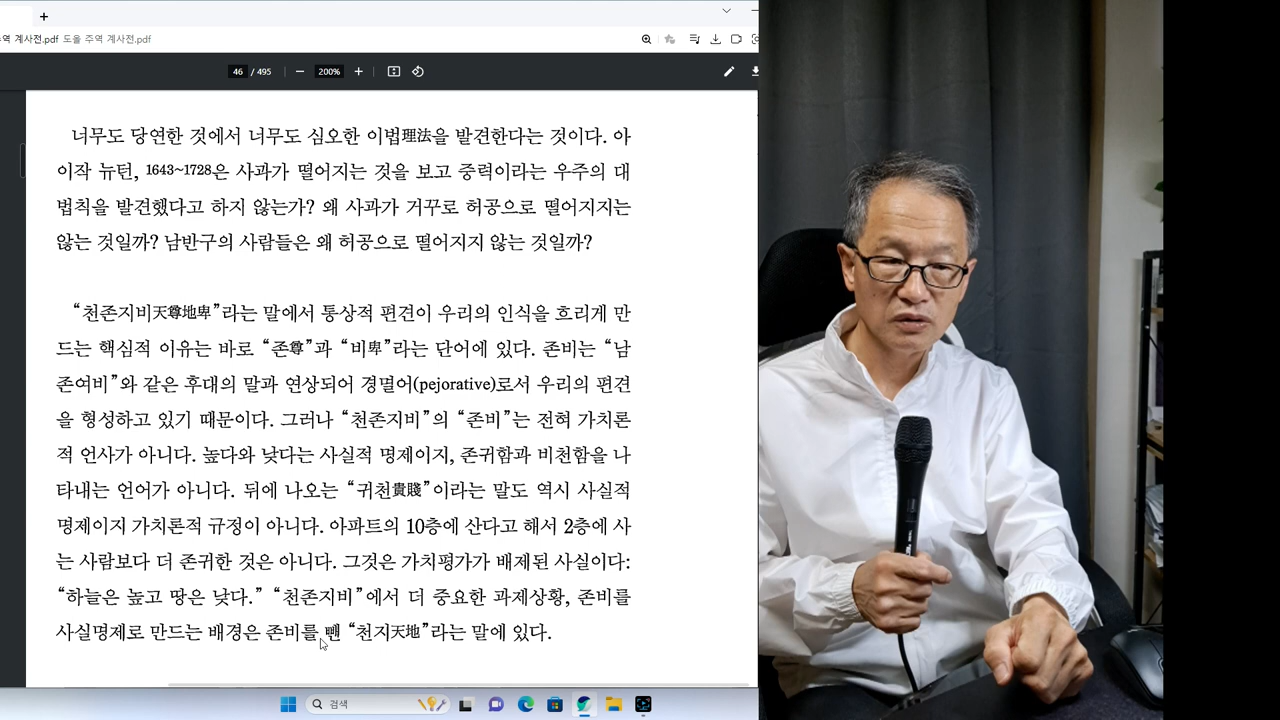 주역 계사전.pdf 도올 주역 계사전.pdf
46 / 495 200%
너무도 당연한 것에서 너무도 심오한 이법理法을 발견한다는 것이다. 아
이작 뉴턴, 1643~1728은 사과가 떨어지는 것을 보고 중력이라는 우주의 대
법칙을 발견했다고 하지 않는가? 왜 사과가 거꾸로 허공으로 떨어지지는
않는 것일까? 남반구의 사람들은 왜 허공으로 떨어지지 않는 것일까?
“천존지비天尊地卑”라는 말에서 통상적 편견이 우리의 인식을 흐리게 만
드는 핵심적 이유는 바로 “존尊”과 “비卑”라는 단어에 있다. 존비는 “남
존여비”와 같은 후대의 말과 연상되어 경멸어(pejorative)로서 우리의 편견
을 형성하고 있기 때문이다. 그러나 “천존지비”의 “존비”는 전혀 가치론
적 언사가 아니다. 높다와 낮다는 사실적 명제이지, 존귀함과 비천함을 나
타내는 언어가 아니다. 뒤에 나오는 “귀천貴賤”이라는 말도 역시 사실적
명제이지 가치론적 규정이 아니다. 아파트의 10층에 산다고 해서 2층에 사
는 사람보다 더 존귀한 것은 아니다. 그것은 가치평가가 배제된 사실이다:
“하늘은 높고 땅은 낮다.” “천존지비”에서 더 중요한 과제상황, 존비를
사실명제로 만드는 배경은 존비를 뺀 “천지天地”라는 말에 있다.
검색